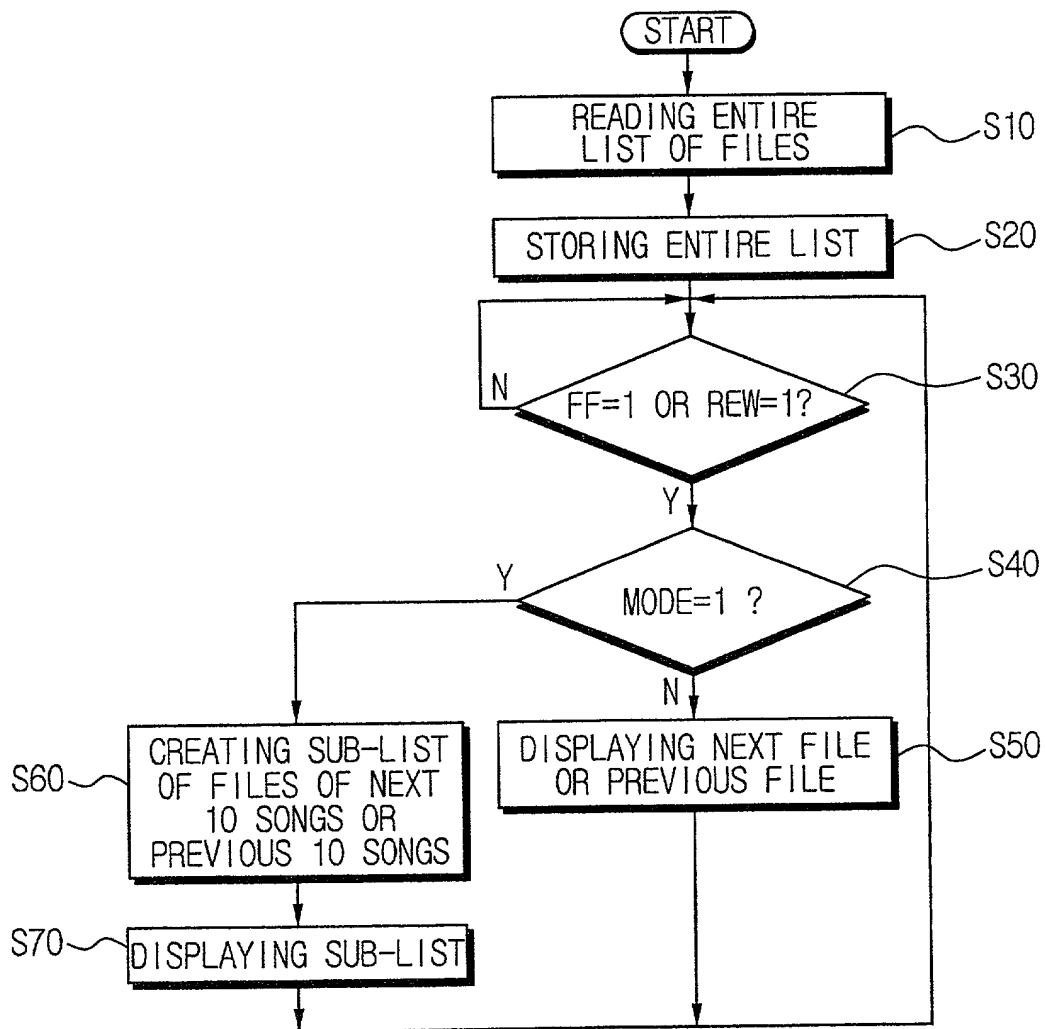 START
READING ENTIRE
LIST OF FILES
S10
STORING ENTIRE LIST
S20
N
FF=1 OR REW=1?
S30
Y
Y
MODE=1 ?
S40
N
DISPLAYING NEXT FILE
OR PREVIOUS FILE
S50
S60
CREATING SUB-LIST
OF FILES OF NEXT
10 SONGS OR
PREVIOUS 10 SONGS
S70
DISPLAYING SUB-LIST